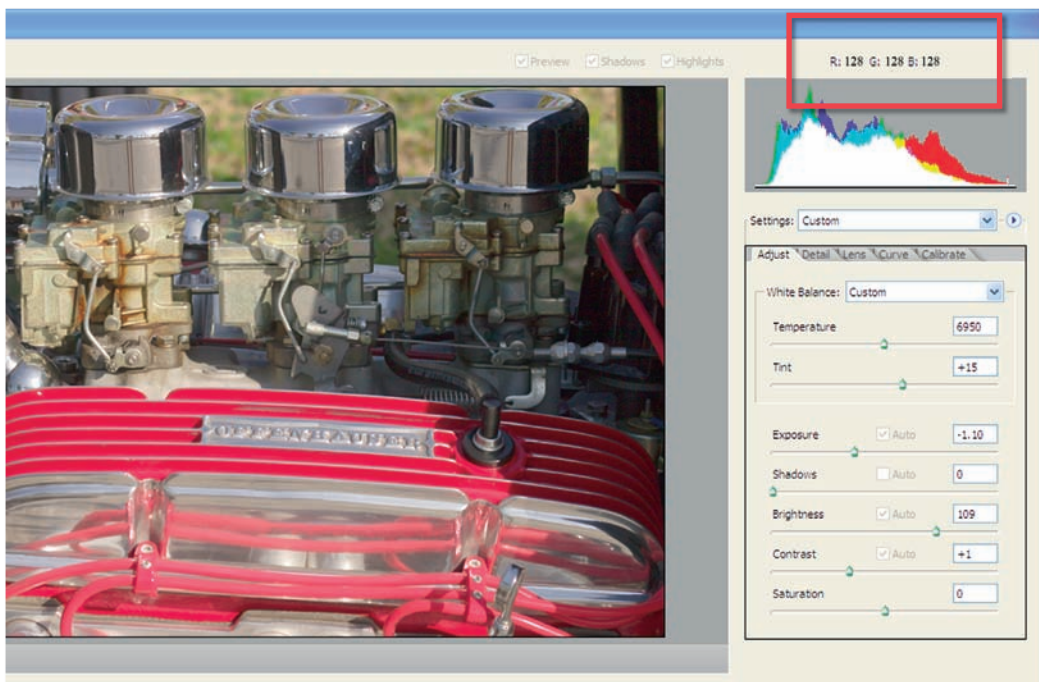 Preview Shadows Highlights
R: 128 G: 128 B: 128
Settings: Custom
Adjust Detail Lens Curve Calibrate
White Balance: Custom
Temperature 6950
Tint +15
Exposure Auto -1.10
Shadows Auto 0
Brightness Auto 109
Contrast Auto +1
Saturation 0
OFFENHAUSER